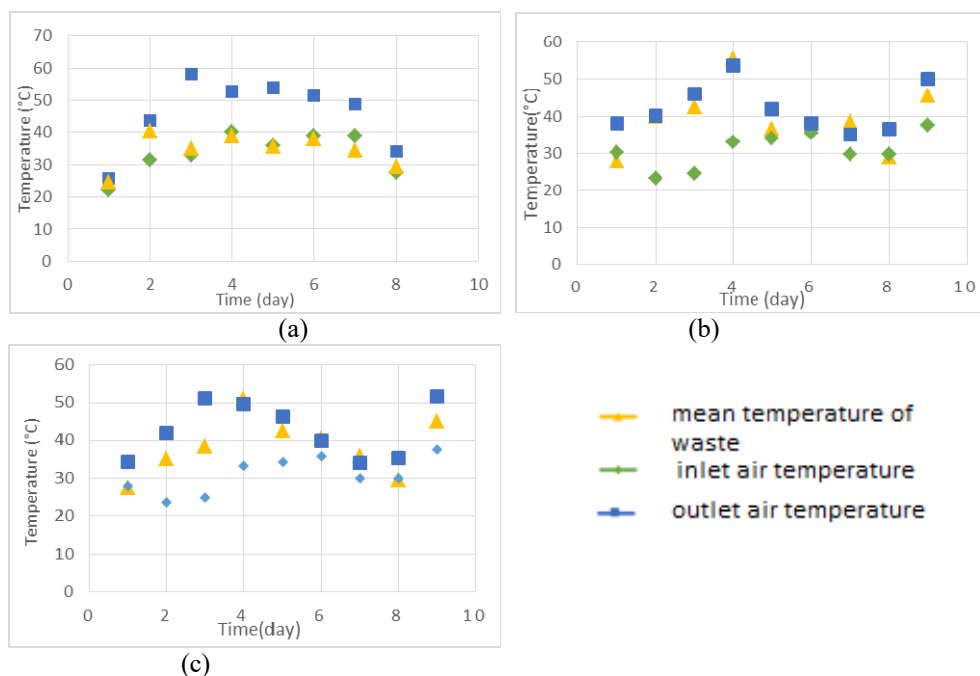 70
60
50
40
30
20
10
0
Temperature (°C)
0 2 4 6 8 10
Time (day)
(a)
60
50
40
30
20
10
0
Temperature(°C)
0 2 4 6 8 10
Time (day)
(b)
60
50
40
30
20
10
0
Temperature (°C)
0 2 4 6 8 10
Time(day)
(c)
mean temperature of
waste
inlet air temperature
outlet air temperature